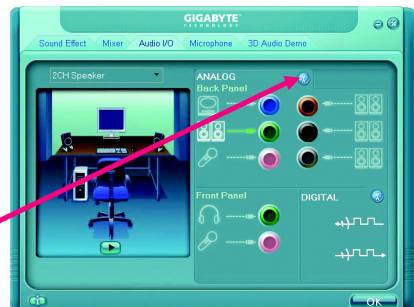 GIGABYTE
TECHNOLOGY
Sound Effect
Mixer
Audio I/O
Microphone
3D Audio Demo
2CH Speaker
ANALOG
Back Panel
Front Panel
DIGITAL
OK